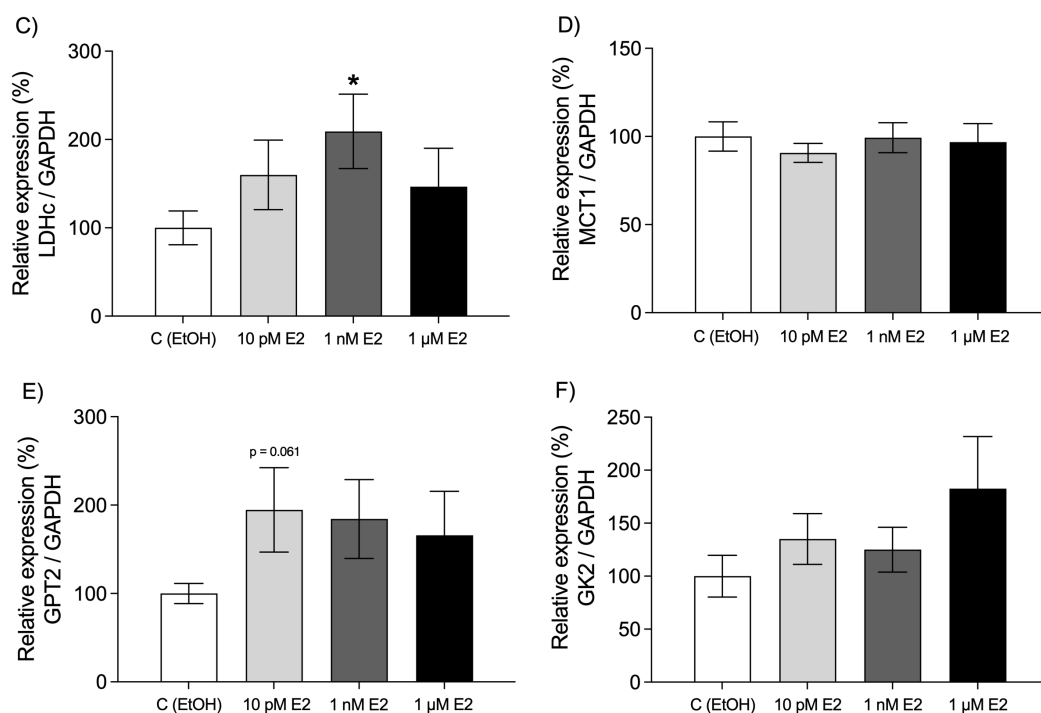 C)
Relative expression (%)
LDHc / GAPDH
300
200
100
0
*
C (EtOH)
10 pM E2
1 nM E2
1 µM E2
D)
Relative expression (%)
MCT1 / GAPDH
150
100
50
0
C (EtOH)
10 pM E2
1 nM E2
1 µM E2
E)
Relative expression (%)
GPT2 / GAPDH
300
200
100
0
p = 0.061
C (EtOH)
10 pM E2
1 nM E2
1 µM E2
F)
Relative expression (%)
GK2 / GAPDH
250
200
150
100
50
0
C (EtOH)
10 pM E2
1 nM E2
1 µM E2